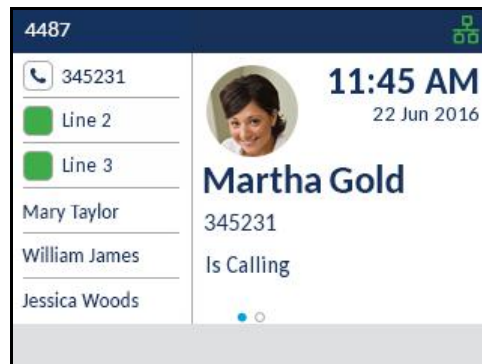 4487
345231
Line 2
Line 3
Mary Taylor
William James
Jessica Woods
11:45 AM
22 Jun 2016
Martha Gold
345231
Is Calling